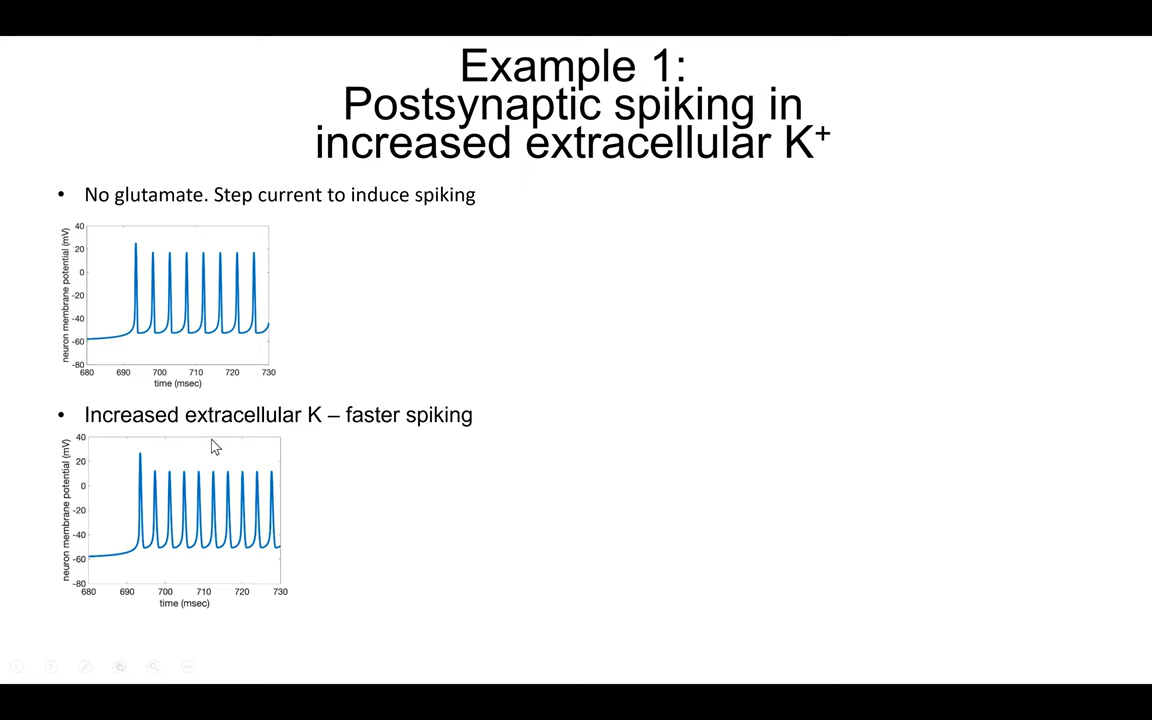 Example 1:
Postsynaptic spiking in
increased extracellular K⁺
• No glutamate. Step current to induce spiking
neuron membrane potential (mV)
40
20
0
-20
-40
-60
-80
680 690 700 710 720 730
time (msec)
• Increased extracellular K – faster spiking
neuron membrane potential (mV)
40
20
0
-20
-40
-60
-80
680 690 700 710 720 730
time (msec)